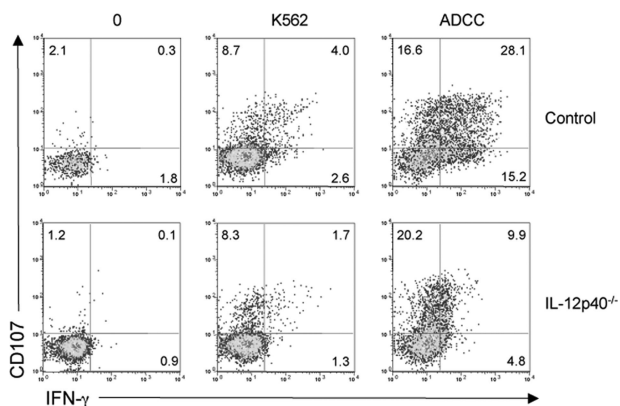 0 K562 ADCC
2.1 0.3 8.7 4.0 16.6 28.1
Control
1.8 2.6 15.2
1.2 0.1 8.3 1.7 20.2 9.9
IL-12p40-/-
0.9 1.3 4.8
CD107
IFN-γ